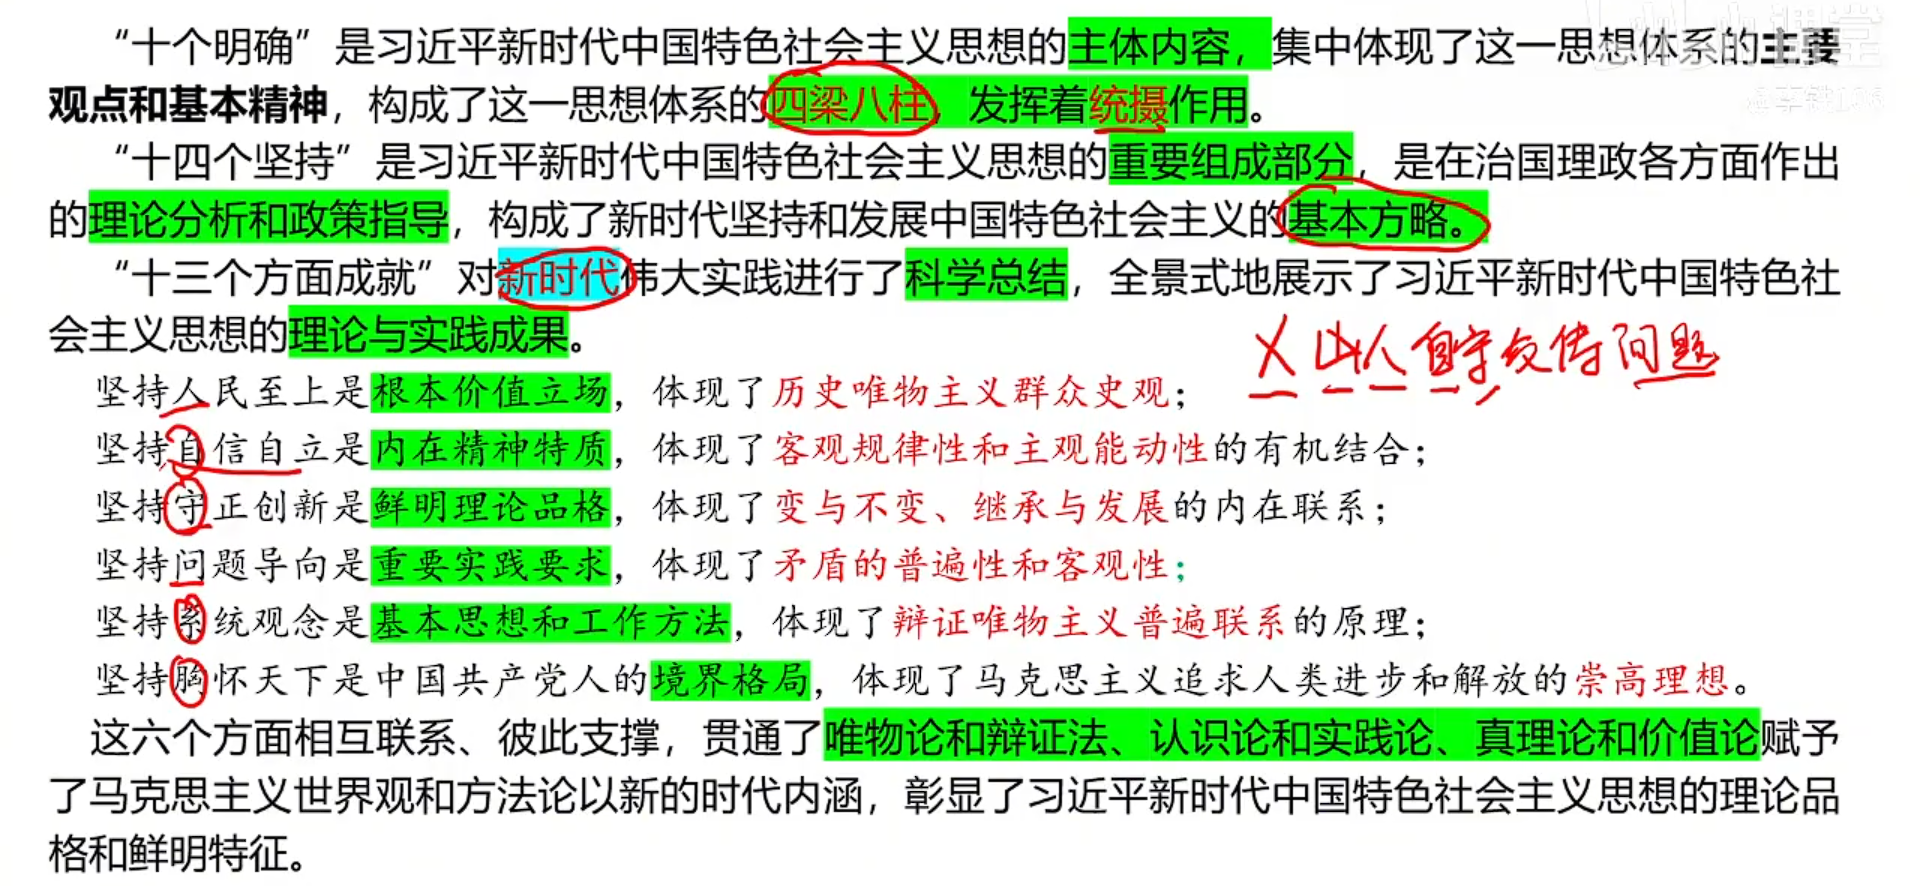 “十个明确”是习近平新时代中国特色社会主义思想的主体内容，集中体现了这一思想体系的主要
观点和基本精神，构成了这一思想体系的四梁八柱，发挥着统摄作用。
“十四个坚持”是习近平新时代中国特色社会主义思想的重要组成部分，是在治国理政各方面作出
的理论分析和政策指导，构成了新时代坚持和发展中国特色社会主义的基本方略。
“十三个方面成就”对新时代伟大实践进行了科学总结，全景式地展示了习近平新时代中国特色社
会主义思想的理论与实践成果。
人自守 问题
坚持人民至上是根本价值立场，体现了历史唯物主义群众史观；
坚持自信自立是内在精神特质，体现了客观规律性和主观能动性的有机结合；
坚持守正创新是鲜明理论品格，体现了变与不变、继承与发展的内在联系；
坚持问题导向是重要实践要求，体现了矛盾的普遍性和客观性；
坚持系统观念是基本思想和工作方法，体现了辩证唯物主义普遍联系的原理；
坚持胸怀天下是中国共产党人的境界格局，体现了马克思主义追求人类进步和解放的崇高理想。
这六个方面相互联系、彼此支撑，贯通了唯物论和辩证法、认识论和实践论、真理论和价值论赋予
了马克思主义世界观和方法论以新的时代内涵，彰显了习近平新时代中国特色社会主义思想的理论品
格和鲜明特征。